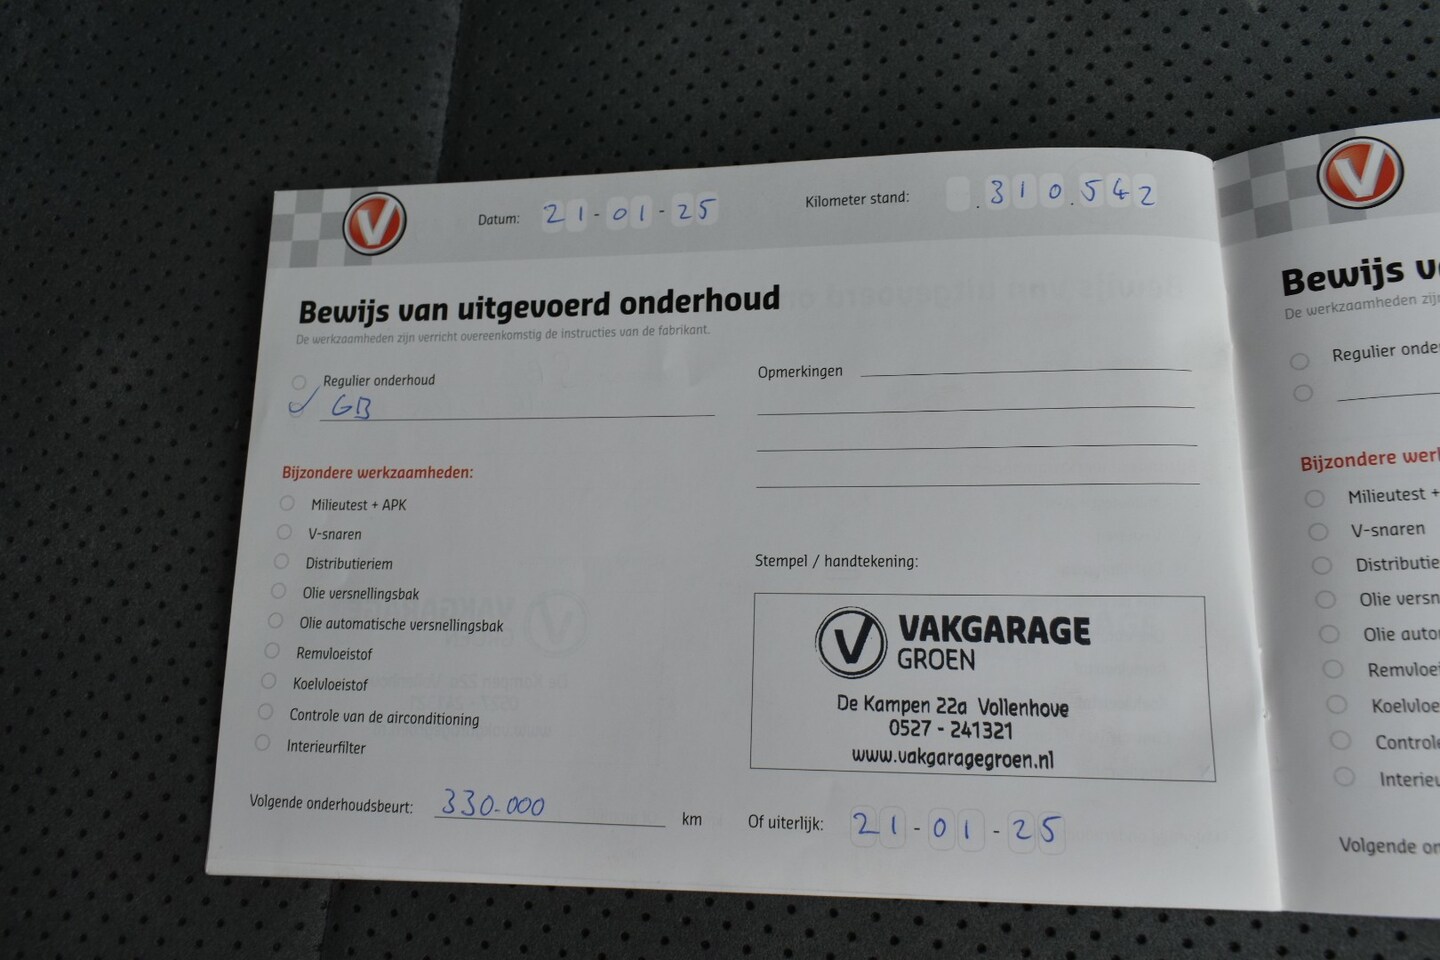 Datum: 21-01-25
Kilometer stand: .310.542
Bewijs van uitgevoerd onderhoud
De werkzaamheden zijn verricht overeenkomstig de instructies van de fabrikant.
Regulier onderhoud
GB
Opmerkingen
Bijzondere werkzaamheden:
Milieutest + APK
V-snaren
Distributieriem
Olie versnellingsbak
Olie automatische versnellingsbak
Remvloeistof
Koelvloeistof
Controle van de airconditioning
Interieurfilter
Stempel / handtekening:
V VAKGARAGE
GROEN
De Kampen 22a Vollenhove
0527 - 241321
www.vakgaragegroen.nl
Volgende onderhoudsbeurt: 330.000 km
Of uiterlijk: 21-01-25
Bewijs v
De werkzaamheden zij
Regulier onde
Bijzondere werk
Milieutest +
V-snaren
Distributie
Olie versn
Olie auto
Remvloei
Koelvloe
Control
Interieu
Volgende on